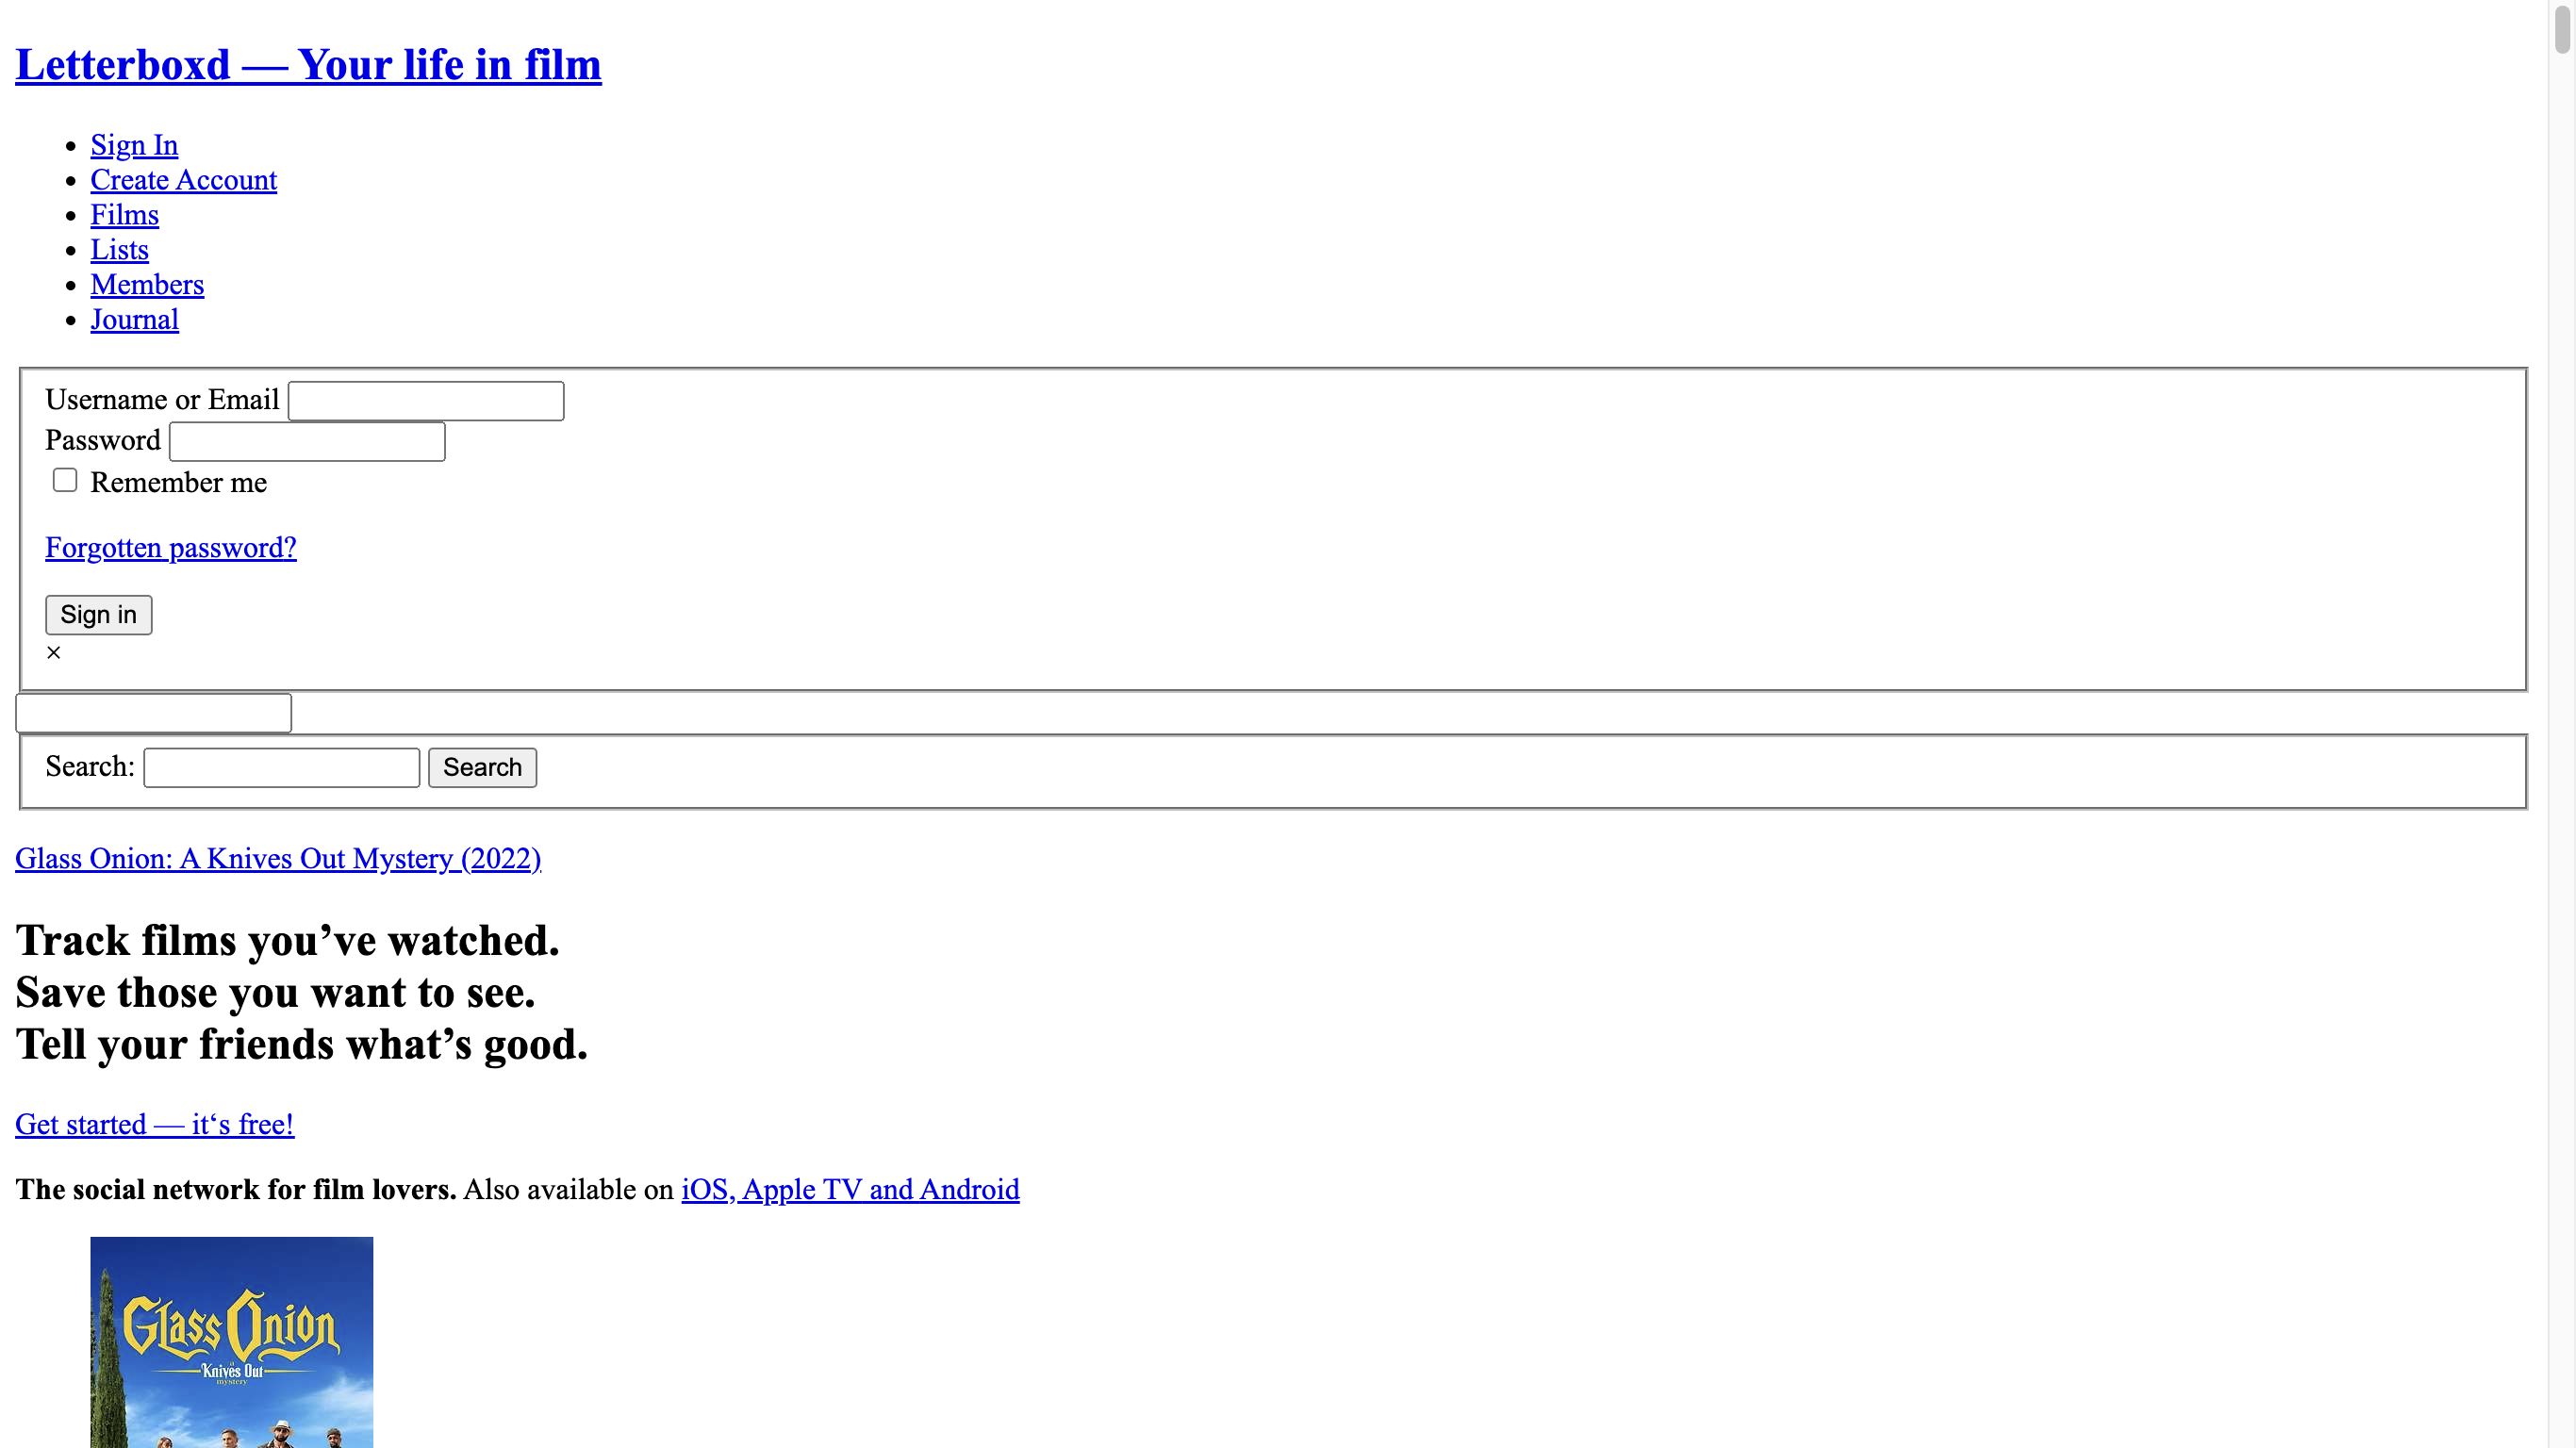 Letterboxd — Your life in film
Sign In
Create Account
Films
Lists
Members
Journal
Username or Email
Password
Remember me
Forgotten password?
Sign in
×
Search: Search
Glass Onion: A Knives Out Mystery (2022)
Track films you’ve watched.
Save those you want to see.
Tell your friends what’s good.
Get started — it‘s free!
The social network for film lovers. Also available on iOS, Apple TV and Android
Glass Onion
a
Knives Out
mystery